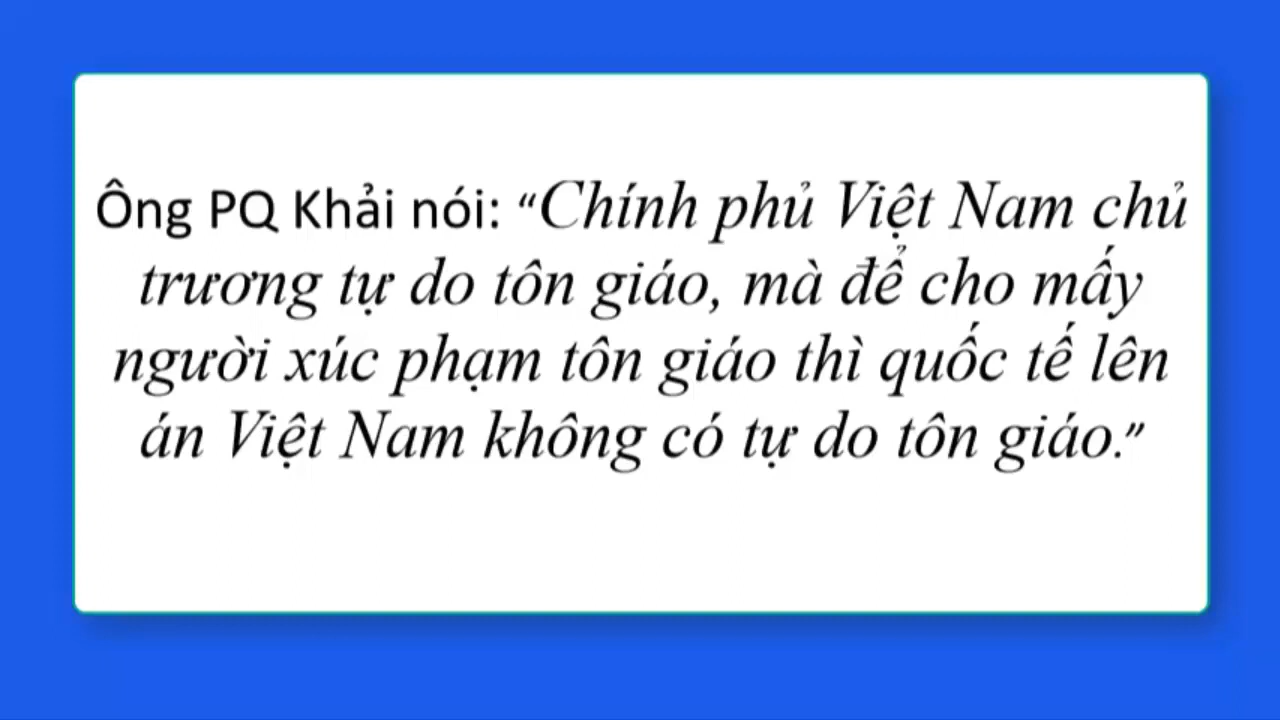 Ông PQ Khải nói: “Chính phủ Việt Nam chủ
trương tự do tôn giáo, mà để cho mấy
người xúc phạm tôn giáo thì quốc tế lên
án Việt Nam không có tự do tôn giáo.”